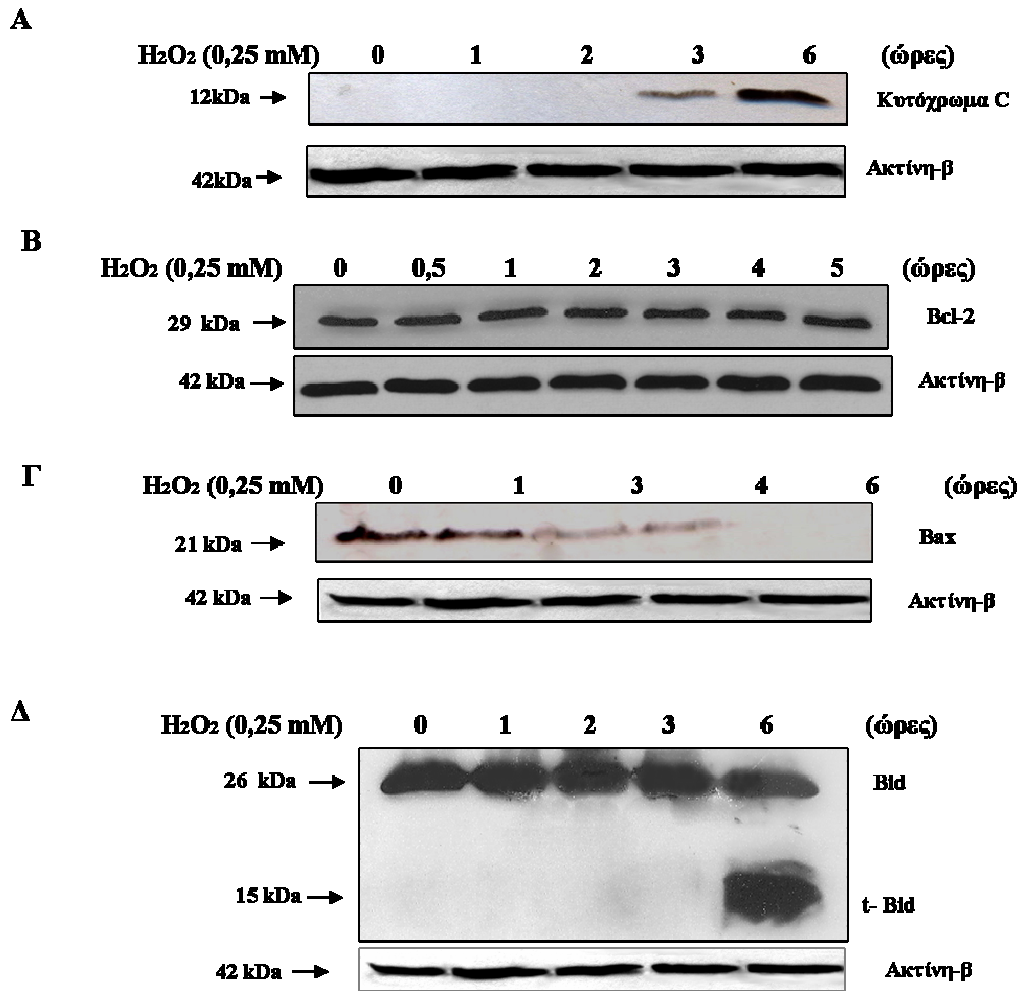 A
H₂O₂ (0,25 mM) 0 1 2 3 6 (ώρες)
12kDa Κυτόχρωμα C
42kDa Ακτίνη-β
B
H₂O₂ (0,25 mM) 0 0,5 1 2 3 4 5 (ώρες)
29 kDa Bcl-2
42 kDa Ακτίνη-β
Γ
H₂O₂ (0,25 mM) 0 1 3 4 6 (ώρες)
21 kDa Bax
42 kDa Ακτίνη-β
Δ
H₂O₂ (0,25 mM) 0 1 2 3 6 (ώρες)
26 kDa Bid
15 kDa t- Bid
42 kDa Ακτίνη-β